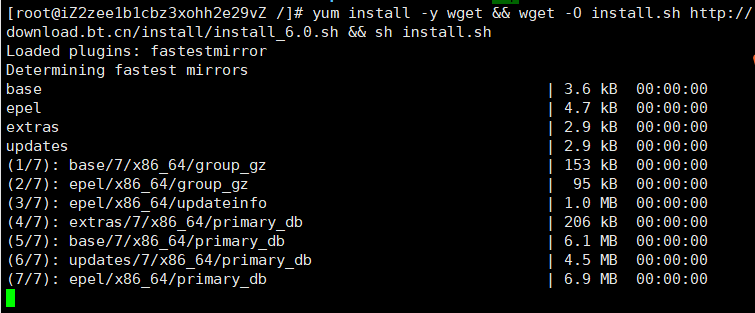 [root@iZ2zee1b1cbz3xohh2e29vZ /]# yum install -y wget && wget -O install.sh http://
download.bt.cn/install/install_6.0.sh && sh install.sh
Loaded plugins: fastestmirror
Determining fastest mirrors
base | 3.6 kB 00:00:00
epel | 4.7 kB 00:00:00
extras | 2.9 kB 00:00:00
updates | 2.9 kB 00:00:00
(1/7): base/7/x86_64/group_gz | 153 kB 00:00:00
(2/7): epel/x86_64/group_gz | 95 kB 00:00:00
(3/7): epel/x86_64/updateinfo | 1.0 MB 00:00:00
(4/7): extras/7/x86_64/primary_db | 206 kB 00:00:00
(5/7): base/7/x86_64/primary_db | 6.1 MB 00:00:00
(6/7): updates/7/x86_64/primary_db | 4.5 MB 00:00:00
(7/7): epel/x86_64/primary_db | 6.9 MB 00:00:00